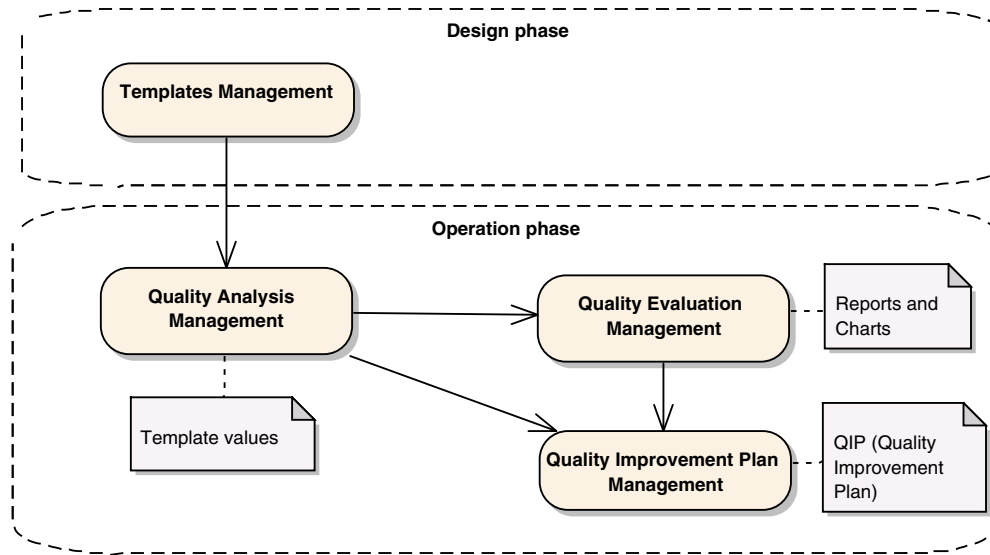 Design phase
Templates Management
Operation phase
Quality Analysis
Management
Quality Evaluation
Management
Reports and
Charts
Template values
Quality Improvement Plan
Management
QIP (Quality
Improvement
Plan)